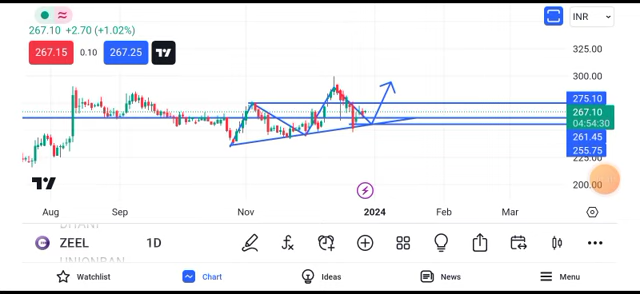 INR
267.10 +2.70 (+1.02%)
267.15 0.10 267.25
325.00
300.00
275.10
267.10
04:54:30
261.45
255.75
225.00
200.00
Aug Sep Nov 2024 Feb Mar
ZEEL 1D
UNIONBAN
Watchlist Chart Ideas News Menu